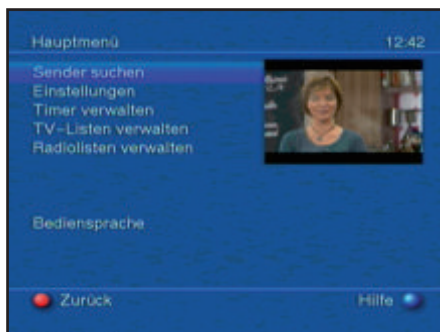 Hauptmenü 12:42
Sender suchen
Einstellungen
Timer verwalten
TV-Listen verwalten
Radiolisten verwalten
Bediensprache
Zurück Hilfe